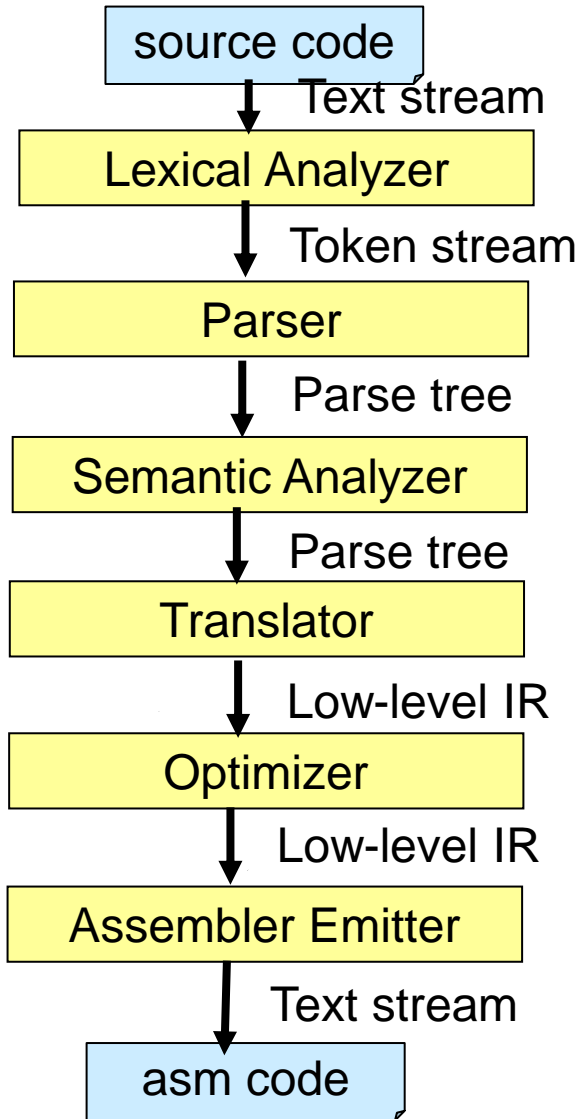 source code
Text stream
Lexical Analyzer
Token stream
Parser
Parse tree
Semantic Analyzer
Parse tree
Translator
Low-level IR
Optimizer
Low-level IR
Assembler Emitter
Text stream
asm code